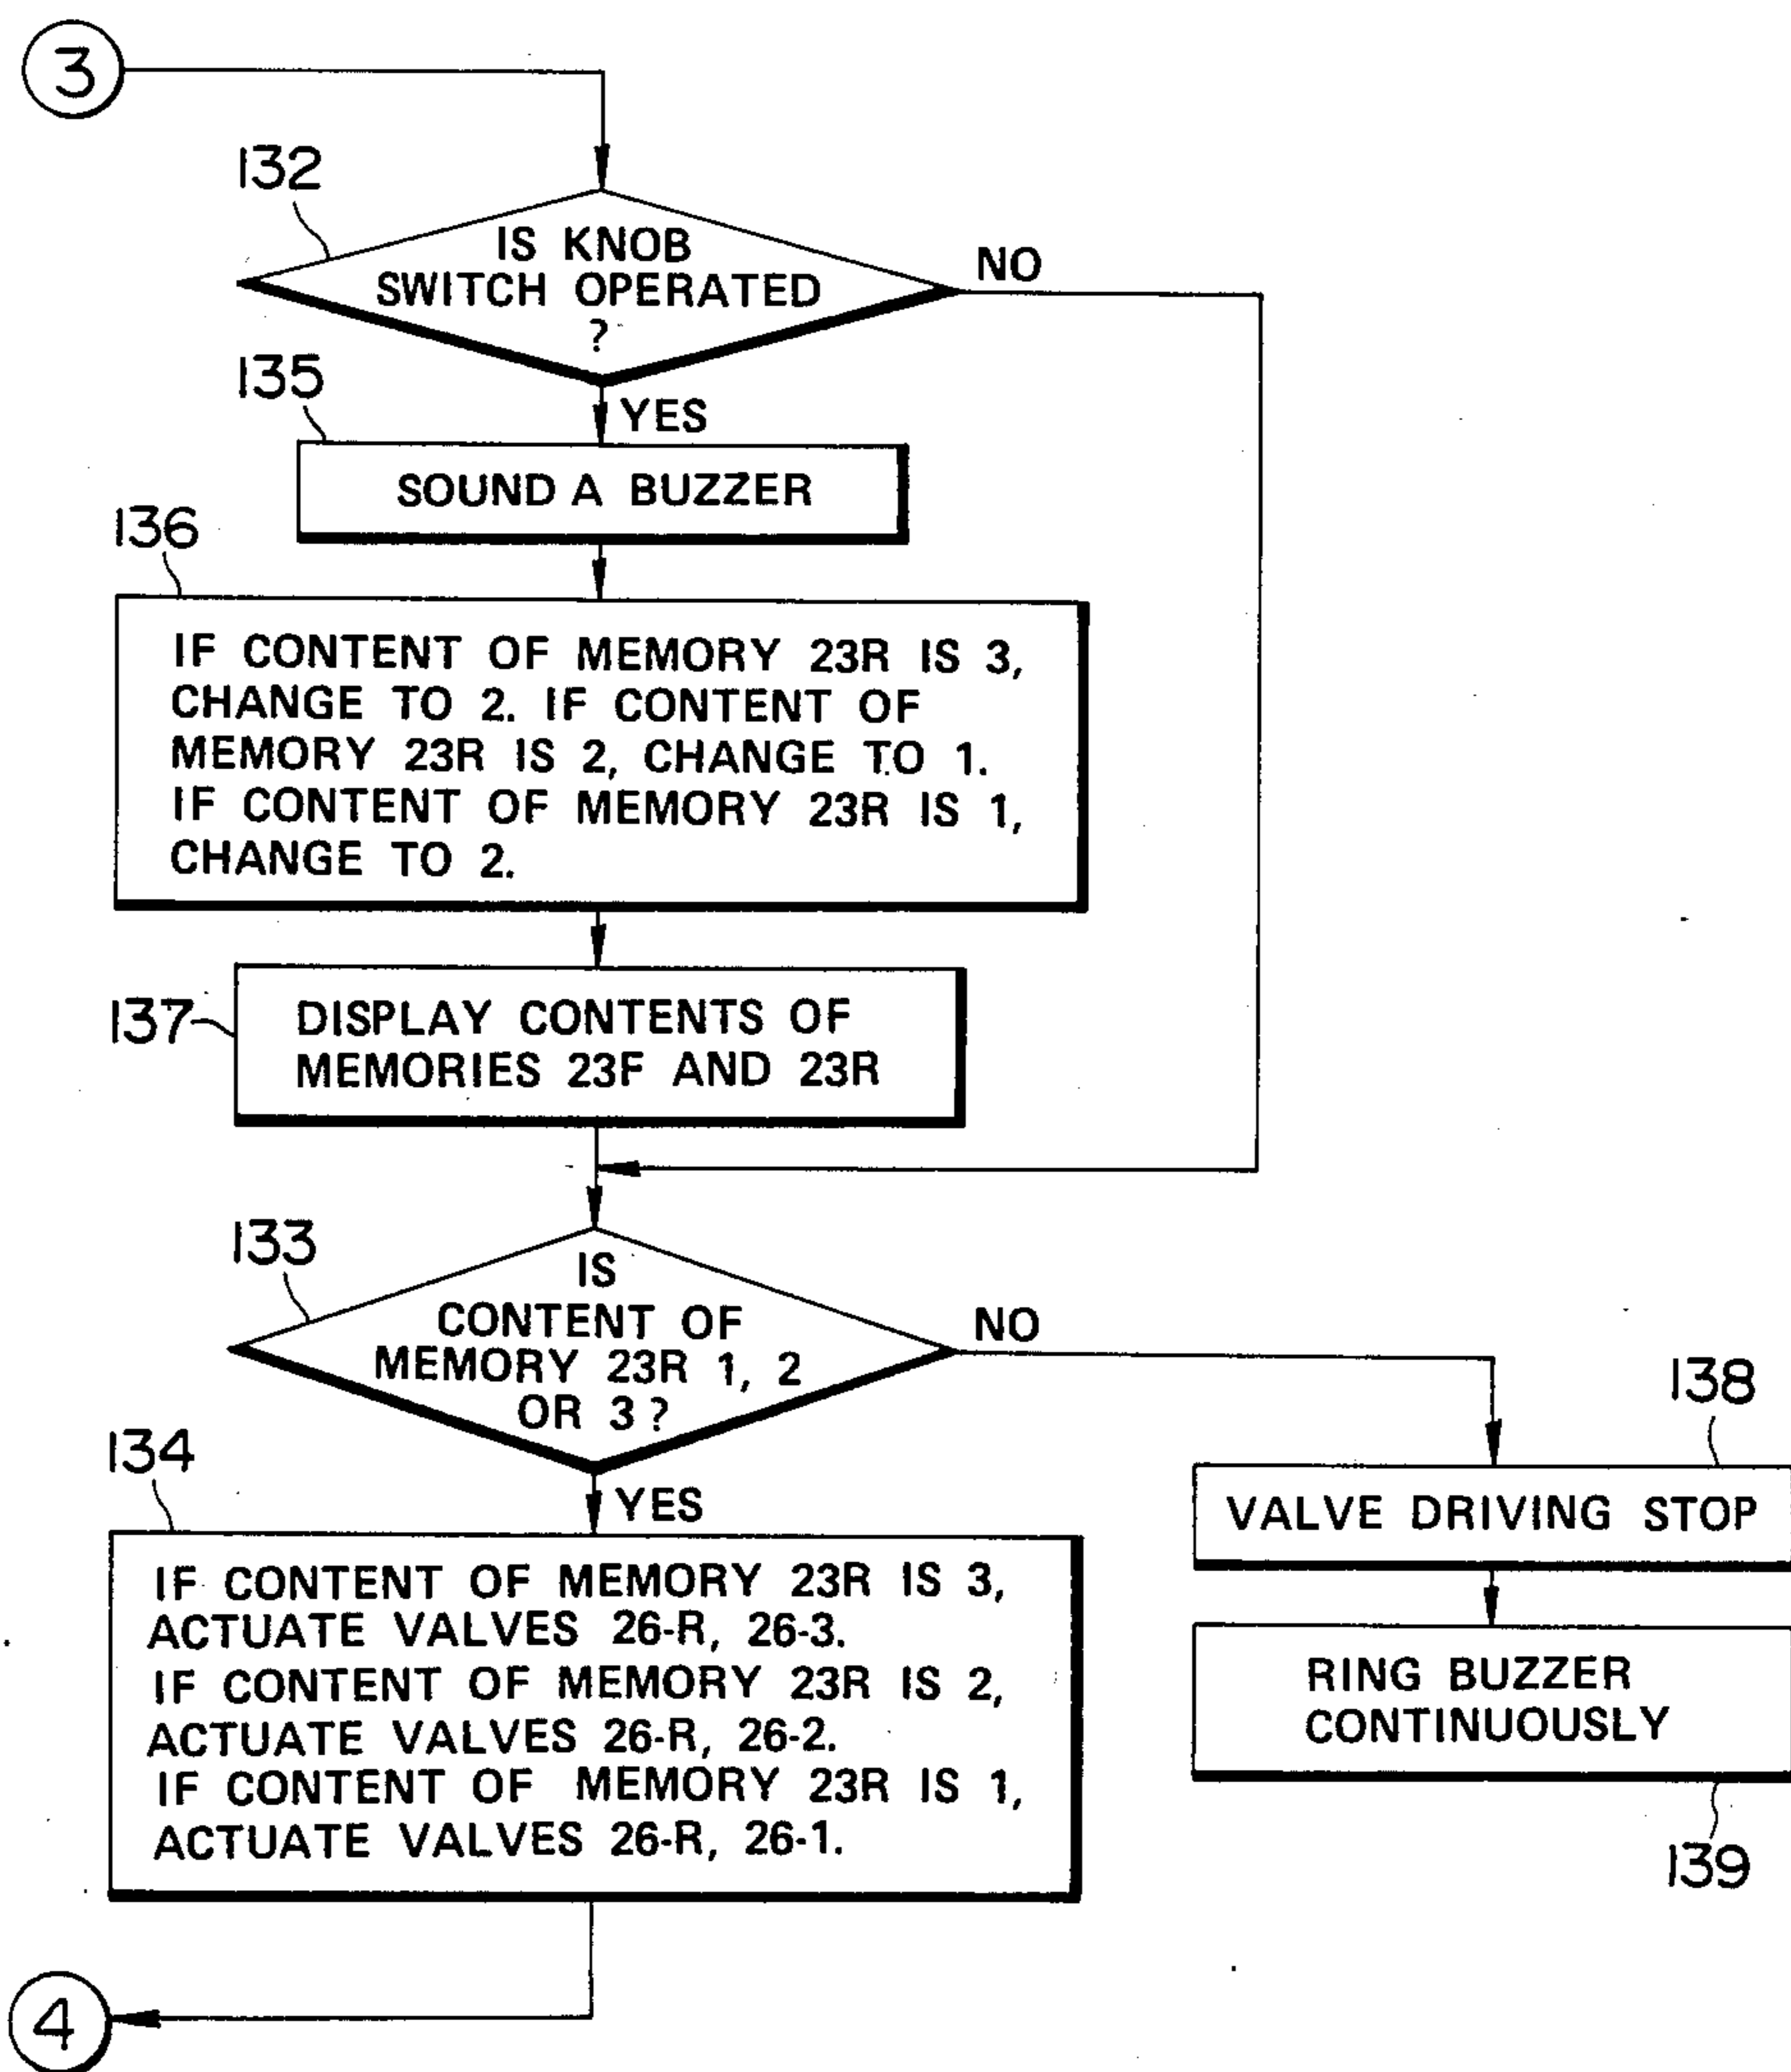 3
132
IS KNOB
SWITCH OPERATED
?
NO
135
YES
SOUND A BUZZER
136
IF CONTENT OF MEMORY 23R IS 3,
CHANGE TO 2. IF CONTENT OF
MEMORY 23R IS 2, CHANGE TO 1.
IF CONTENT OF MEMORY 23R IS 1,
CHANGE TO 2.
137
DISPLAY CONTENTS OF
MEMORIES 23F AND 23R
133
IS
CONTENT OF
MEMORY 23R 1, 2
OR 3?
NO
134
YES
138
VALVE DRIVING STOP
IF CONTENT OF MEMORY 23R IS 3,
ACTUATE VALVES 26-R, 26-3.
IF CONTENT OF MEMORY 23R IS 2,
ACTUATE VALVES 26-R, 26-2.
IF CONTENT OF MEMORY 23R IS 1,
ACTUATE VALVES 26-R, 26-1.
RING BUZZER
CONTINUOUSLY
139
4